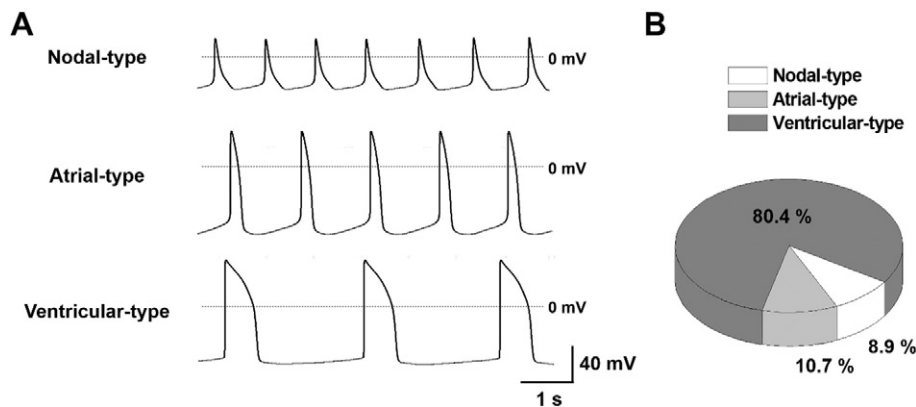 A
Nodal-type
0 mV
Atrial-type
0 mV
Ventricular-type
0 mV
40 mV
1 s
B
Nodal-type
Atrial-type
Ventricular-type
80.4 %
8.9 %
10.7 %